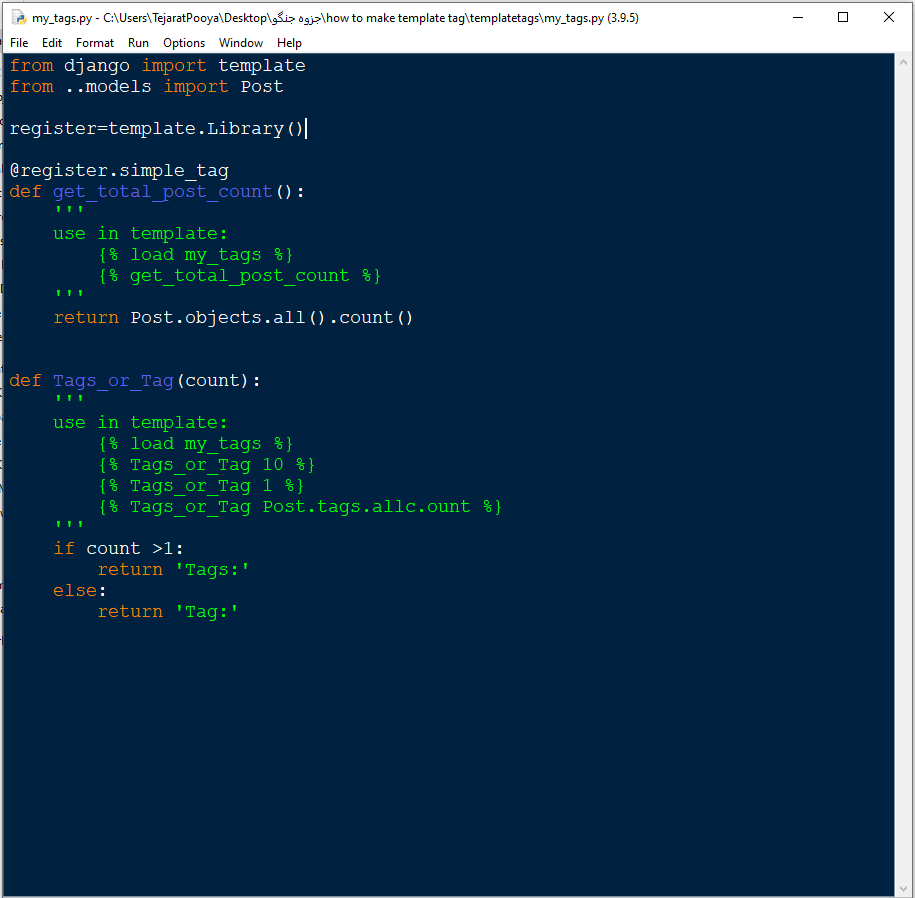 my_tags.py - C:\Users\TejaratPooya\Desktop\جزوه جنگو\how to make template tag\templatetags\my_tags.py (3.9.5)
File Edit Format Run Options Window Help
from django import template
from ..models import Post
register=template.Library()
@register.simple_tag
def get_total_post_count():
    '''
    use in template:
        {% load my_tags %}
        {% get_total_post_count %}
    '''
    return Post.objects.all().count()
def Tags_or_Tag(count):
    '''
    use in template:
        {% load my_tags %}
        {% Tags_or_Tag 10 %}
        {% Tags_or_Tag 1 %}
        {% Tags_or_Tag Post.tags.allc.ount %}
    '''
    if count >1:
        return 'Tags:'
    else:
        return 'Tag:'